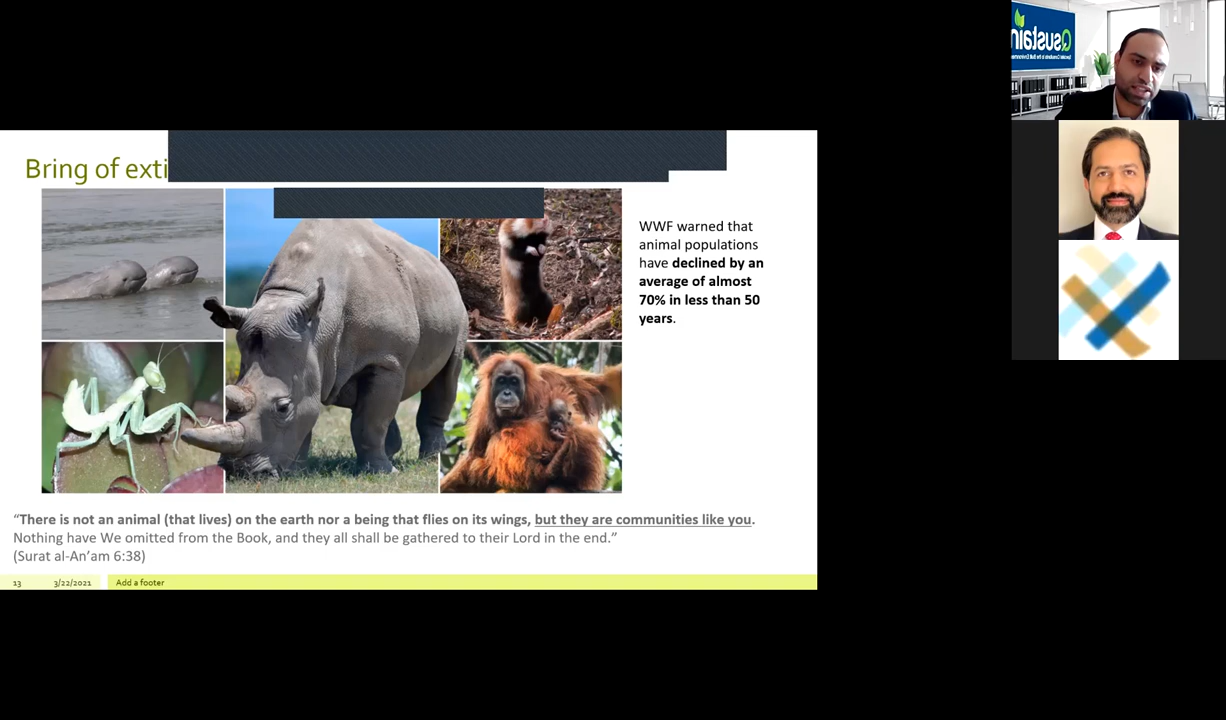 Bring of exti
WWF warned that
animal populations
have declined by an
average of almost
70% in less than 50
years.
“There is not an animal (that lives) on the earth nor a being that flies on its wings, but they are communities like you.
Nothing have We omitted from the Book, and they all shall be gathered to their Lord in the end.”
(Surat al-An’am 6:38)
13 3/22/2021 Add a footer
Qsustain